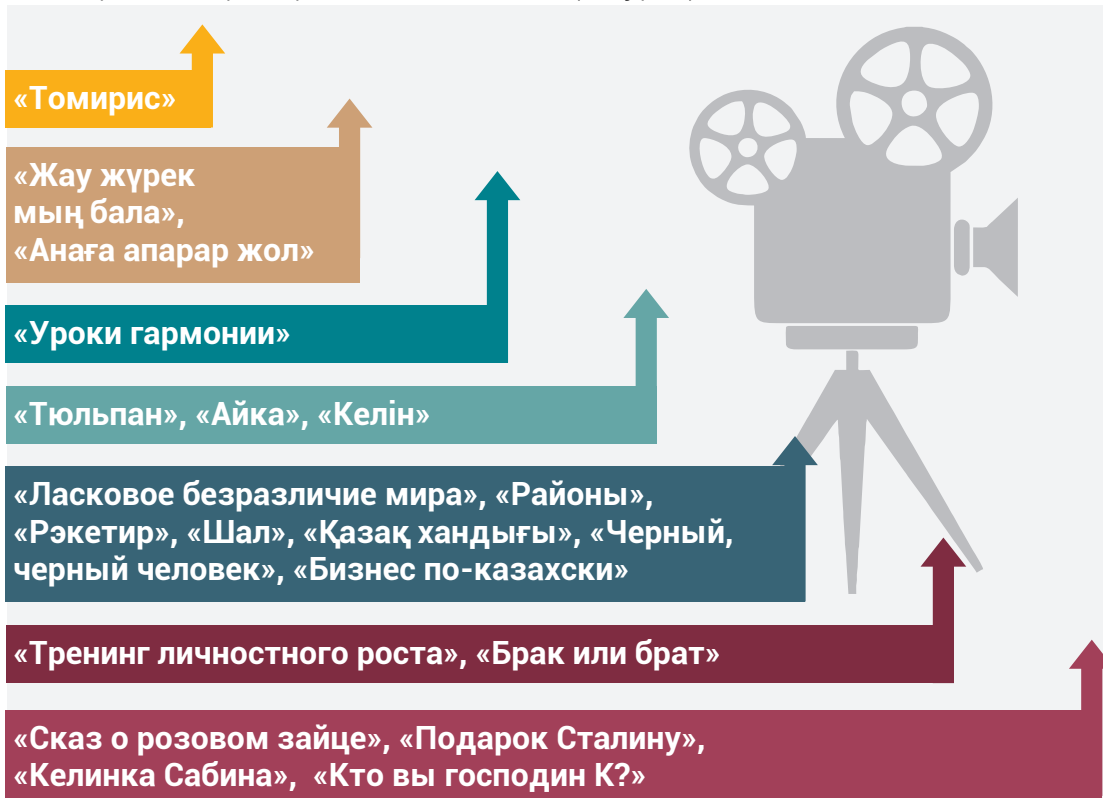 «Томирис»
«Жау жүрек
мың бала»,
«Анаға апарар жол»
«Уроки гармонии»
«Тюльпан», «Айка», «Келін»
«Ласковое безразличие мира», «Районы»,
«Рэкетир», «Шал», «Қазақ хандығы», «Черный,
черный человек», «Бизнес по-казахски»
«Тренинг личностного роста», «Брак или брат»
«Сказ о розовом зайце», «Подарок Сталину»,
«Келинка Сабина», «Кто вы господин К?»